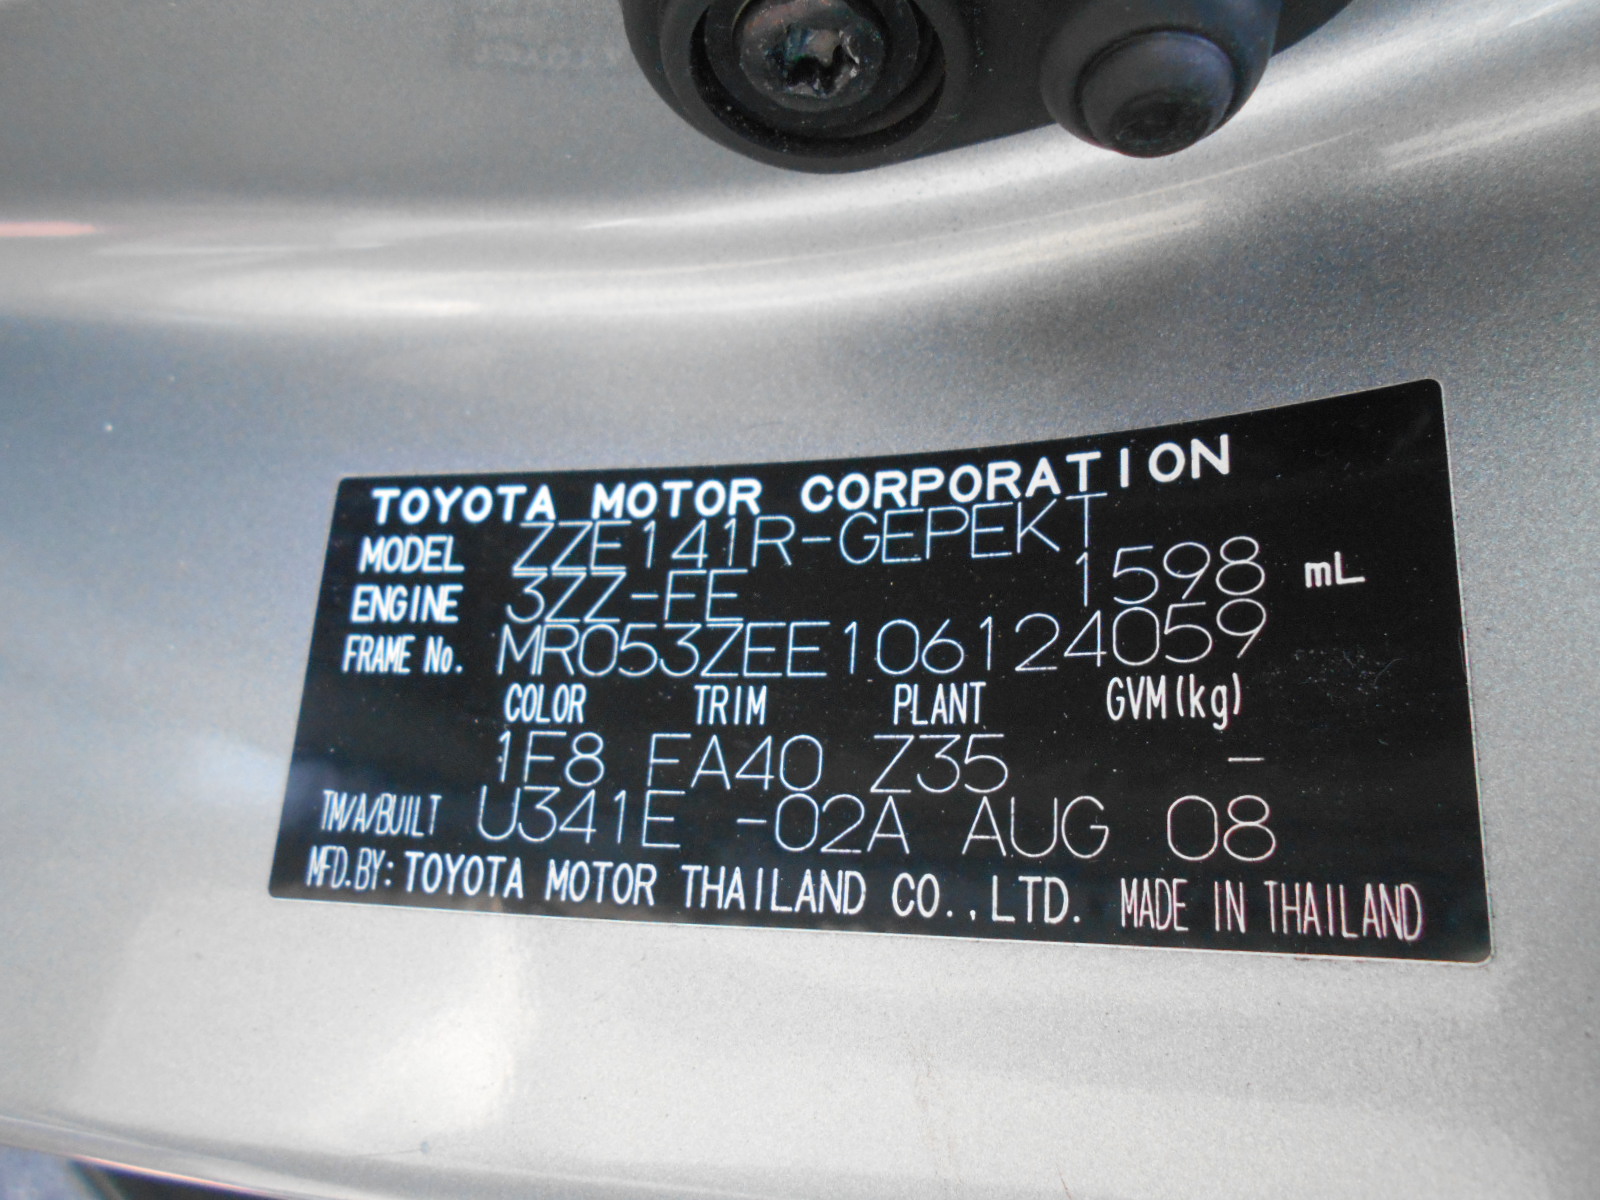 TOYOTA MOTOR CORPORATION
MODEL ZZE141R-GEPEKT
ENGINE 3ZZ-FE 1598 mL
FRAME No. MR053ZEE106124059
COLOR TRIM PLANT GVM(kg)
1F8 FA40 Z35 -
TM/A/BUILT U341E -02A AUG 08
MFD.BY: TOYOTA MOTOR THAILAND CO.,LTD. MADE IN THAILAND